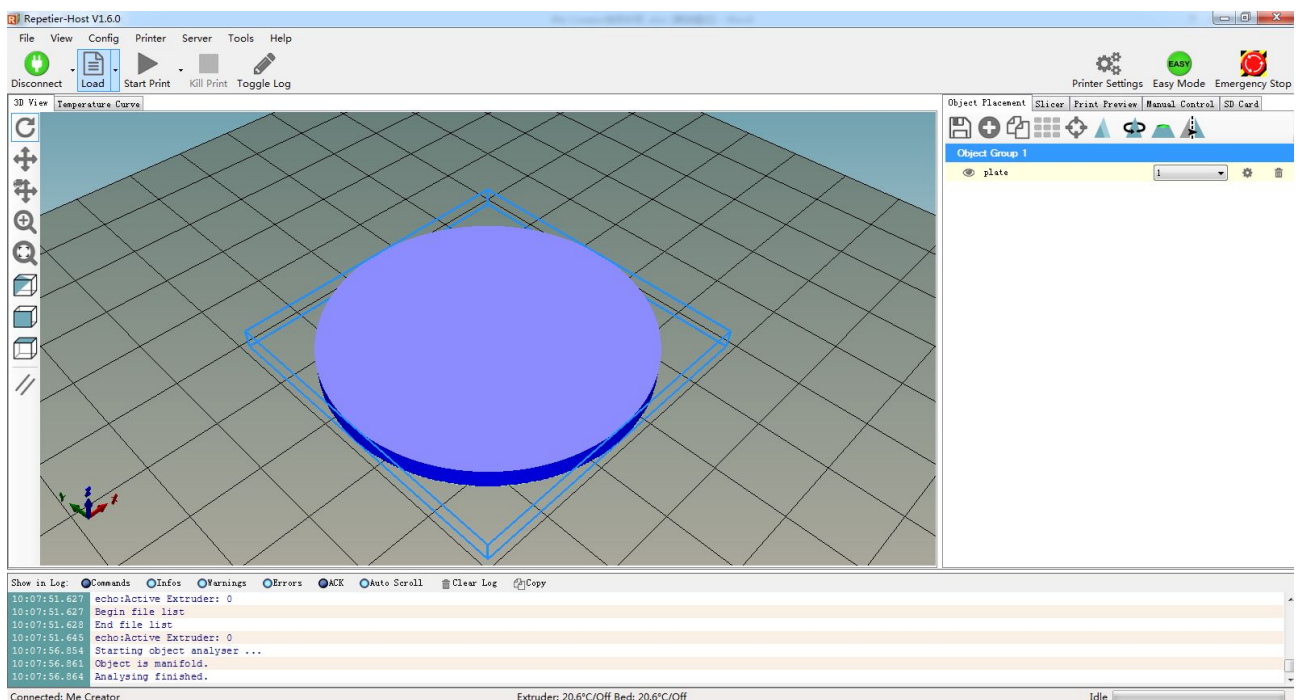 Repetier-Host V1.6.0
File View Config Printer Server Tools Help
Disconnect Load Start Print Kill Print Toggle Log Printer Settings Easy Mode Emergency Stop
EASY
3D View Temperature Curve
Object Placement Slicer Print Preview Manual Control SD Card
Object Group 1
plate 1
Y Z X
Show in Log: Commands Infos Warnings Errors ACK Auto Scroll Clear Log Copy
10:07:51.627 echo:Active Extruder: 0
10:07:51.627 Begin file list
10:07:51.628 End file list
10:07:51.645 echo:Active Extruder: 0
10:07:56.854 Starting object analyser ...
10:07:56.861 Object is manifold.
10:07:56.864 Analysing finished.
Connected: Me Creator Extruder: 20.6°C/Off Bed: 20.6°C/Off Idle